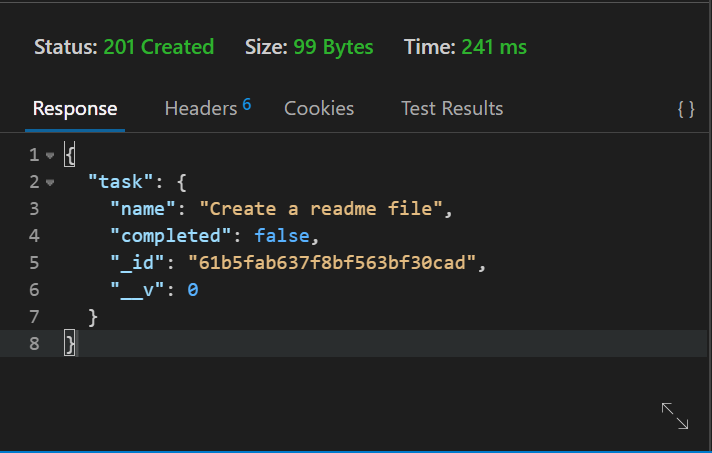 Status: 201 Created Size: 99 Bytes Time: 241 ms
Response Headers 6 Cookies Test Results { }
1 {
2 "task": {
3 "name": "Create a readme file",
4 "completed": false,
5 "_id": "61b5fab637f8bf563bf30cad",
6 "__v": 0
7 }
8 }